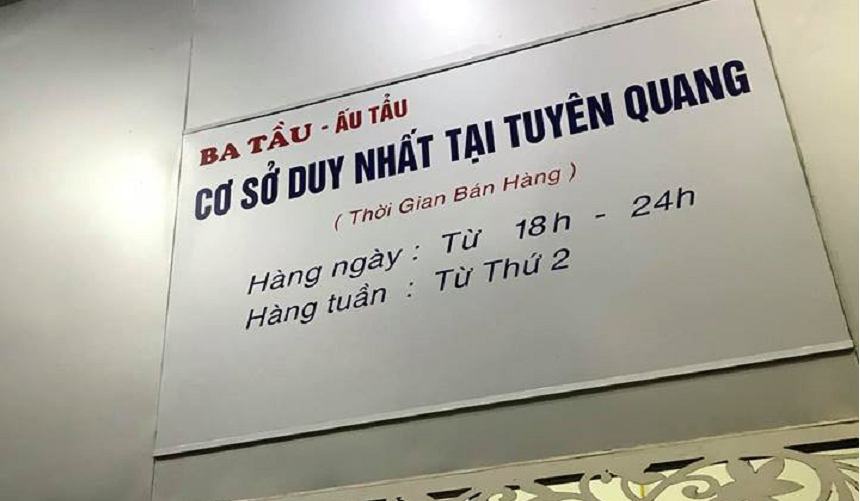 BA TẦU - ẤU TẨU
CƠ SỞ DUY NHẤT TẠI TUYÊN QUANG
( Thời Gian Bán Hàng )
Hàng ngày : Từ 18h - 24h
Hàng tuần : Từ Thứ 2